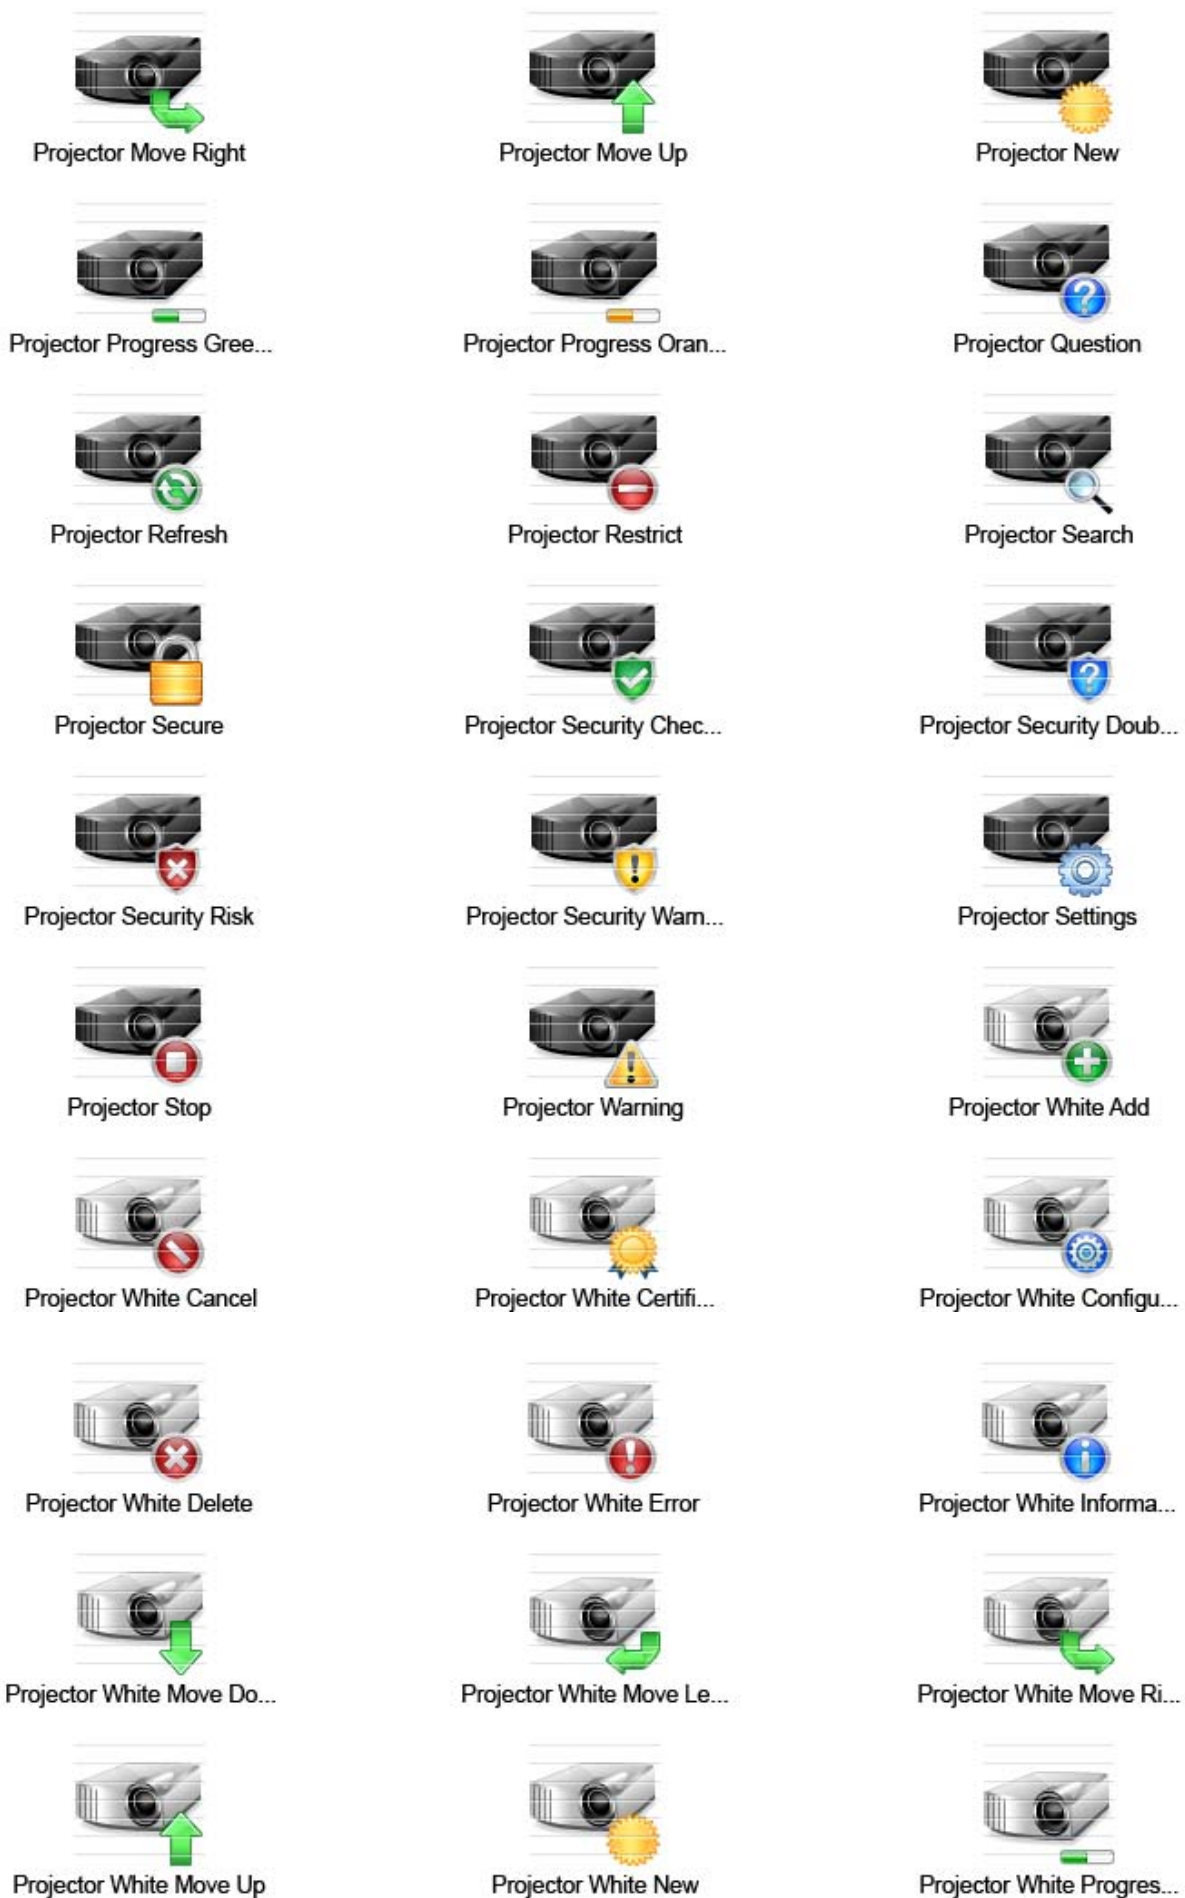 Projector Move Right
Projector Move Up
Projector New
Projector Progress Gree...
Projector Progress Oran...
Projector Question
Projector Refresh
Projector Restrict
Projector Search
Projector Secure
Projector Security Chec...
Projector Security Doub...
Projector Security Risk
Projector Security Warn...
Projector Settings
Projector Stop
Projector Warning
Projector White Add
Projector White Cancel
Projector White Certifi...
Projector White Configu...
Projector White Delete
Projector White Error
Projector White Informa...
Projector White Move Do...
Projector White Move Le...
Projector White Move Ri...
Projector White Move Up
Projector White New
Projector White Progres...